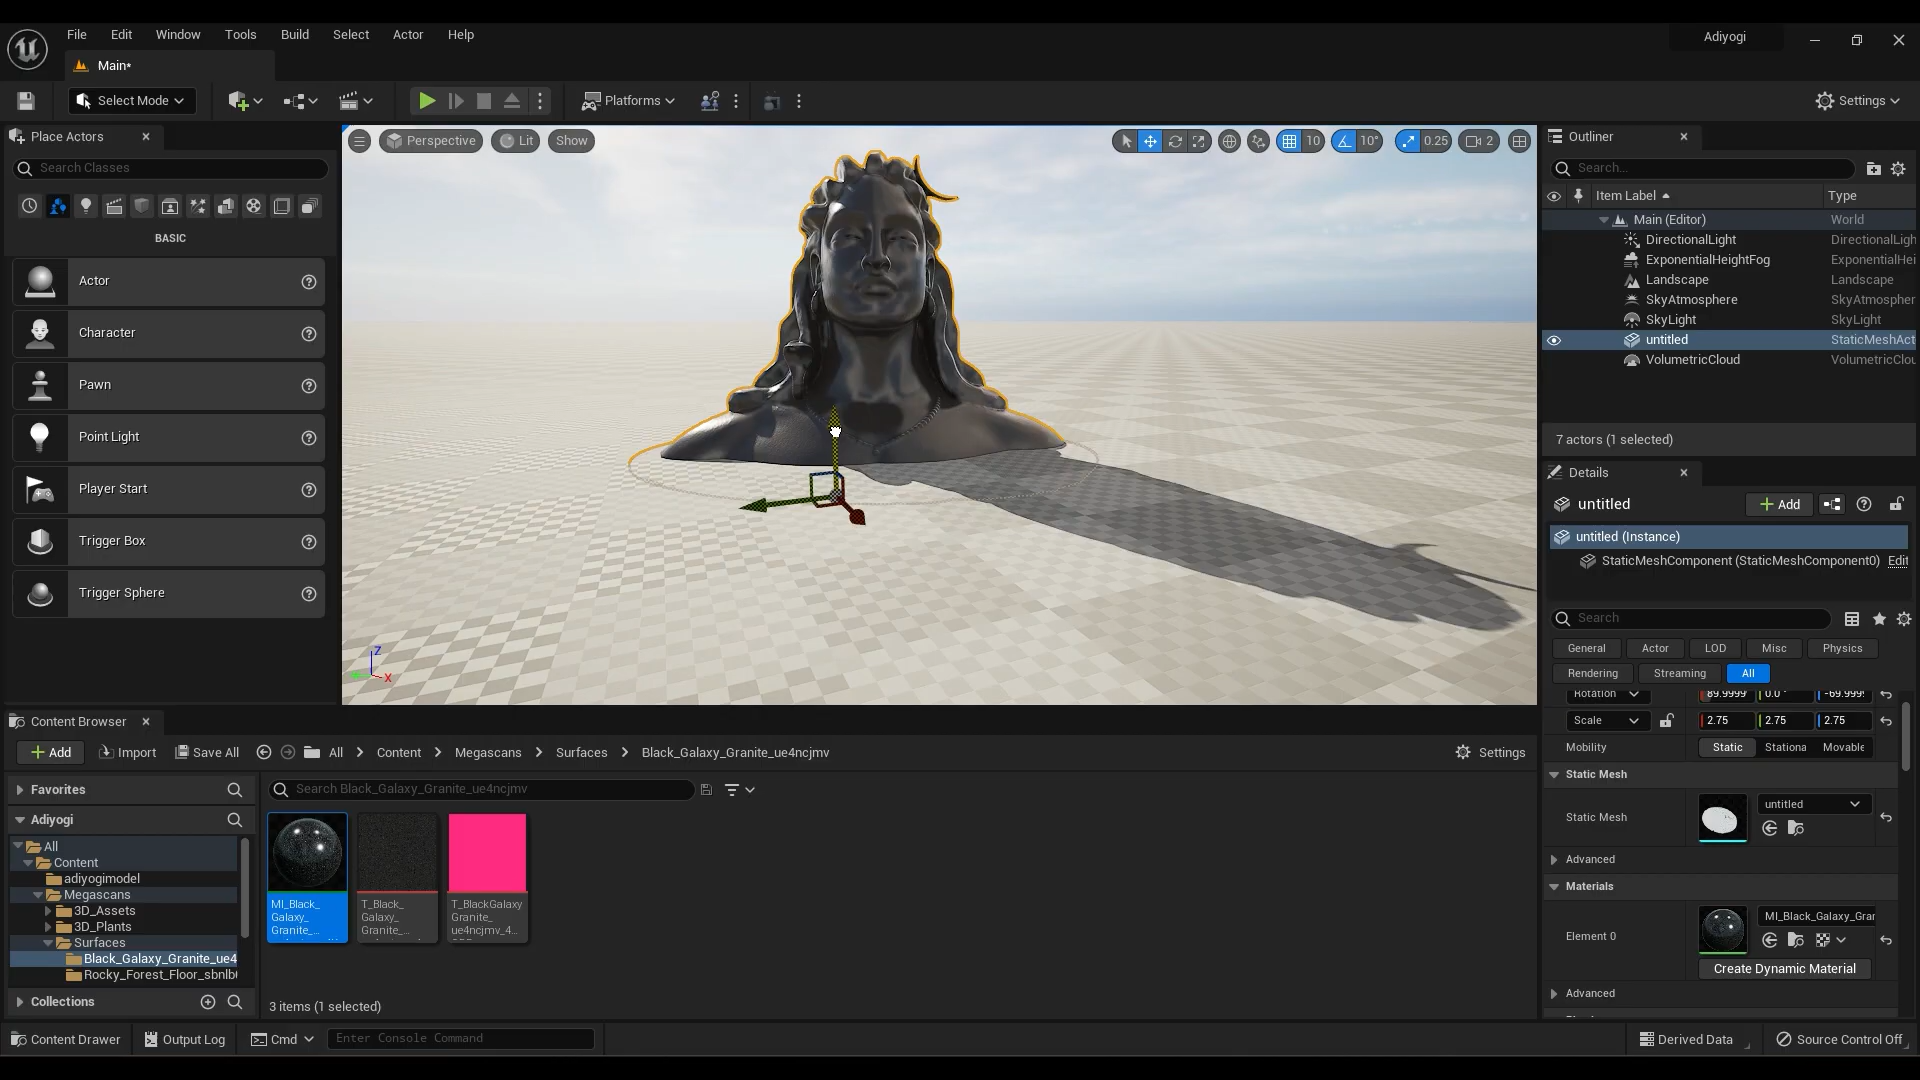 File Edit Window Tools Build Select Actor Help
Adiyogi
Main*
Select Mode
Platforms
Settings
Place Actors
Search Classes
BASIC
Actor
Character
Pawn
Point Light
Player Start
Trigger Box
Trigger Sphere
Perspective Lit Show
10 10° 0.25 2
Z
X
Outliner
Search...
Item Label Type
Main (Editor) World
DirectionalLight DirectionalLigh
ExponentialHeightFog ExponentialHei
Landscape Landscape
SkyAtmosphere SkyAtmospher
SkyLight SkyLight
untitled StaticMeshAct
VolumetricCloud VolumetricClou
7 actors (1 selected)
Details
untitled
Add
untitled (Instance)
StaticMeshComponent (StaticMeshComponent0) Edit
Search
General Actor LOD Misc Physics
Rendering Streaming All
Rotation 89.9999 0.0° -69.999
Scale 2.75 2.75 2.75
Mobility Static Stationa Movable
Static Mesh
Static Mesh
untitled
Advanced
Materials
Element 0
MI_Black_Galaxy_Gran
Create Dynamic Material
Advanced
Content Browser
Add Import Save All All Content Megascans Surfaces Black_Galaxy_Granite_ue4ncjmv Settings
Favorites
Search Black_Galaxy_Granite_ue4ncjmv
Adiyogi
All
Content
adiyogimodel
Megascans
3D_Assets
3D_Plants
Surfaces
Black_Galaxy_Granite_ue4
Rocky_Forest_Floor_sbnlb
Collections
MI_Black_
Galaxy_
Granite_...
T_Black_
Galaxy_
Granite_...
T_BlackGalaxy
Granite_
ue4ncjmv_4...
3 items (1 selected)
Content Drawer Output Log Cmd Enter Console Command Derived Data Source Control Off